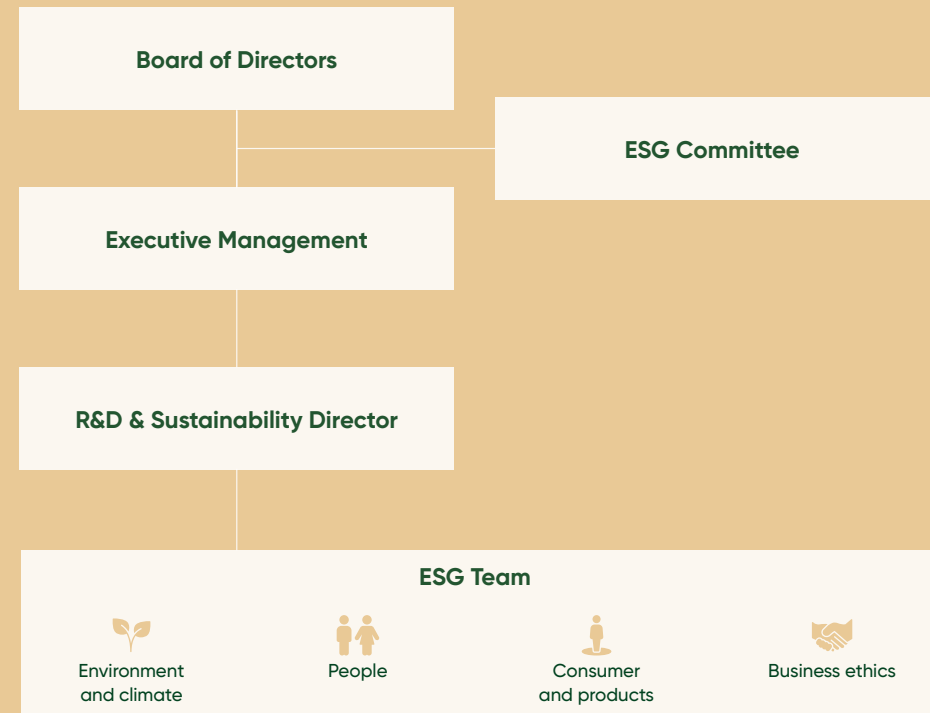 Board of Directors
ESG Committee
Executive Management
R&D & Sustainability Director
ESG Team
Environment
and climate
People
Consumer
and products
Business ethics